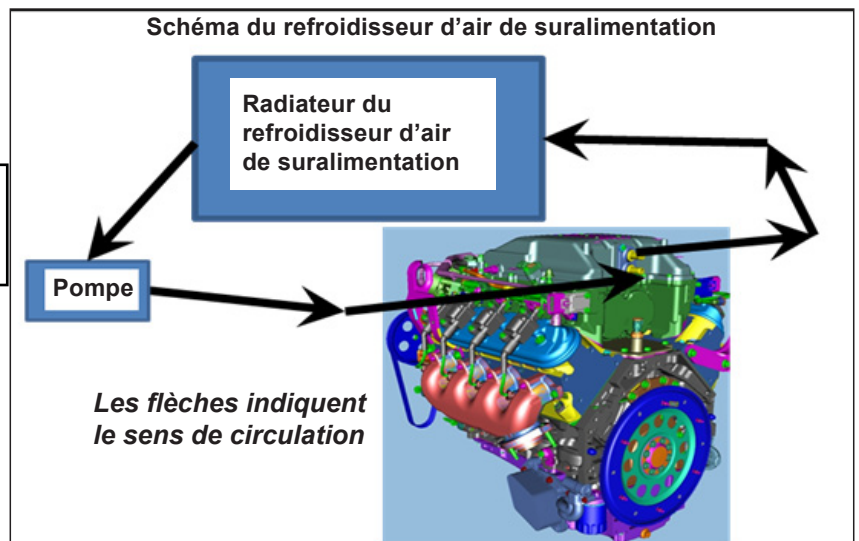 Schéma du refroidisseur d’air de suralimentation
Radiateur du
refroidisseur d’air
de suralimentation
Pompe
Les flèches indiquent
le sens de circulation